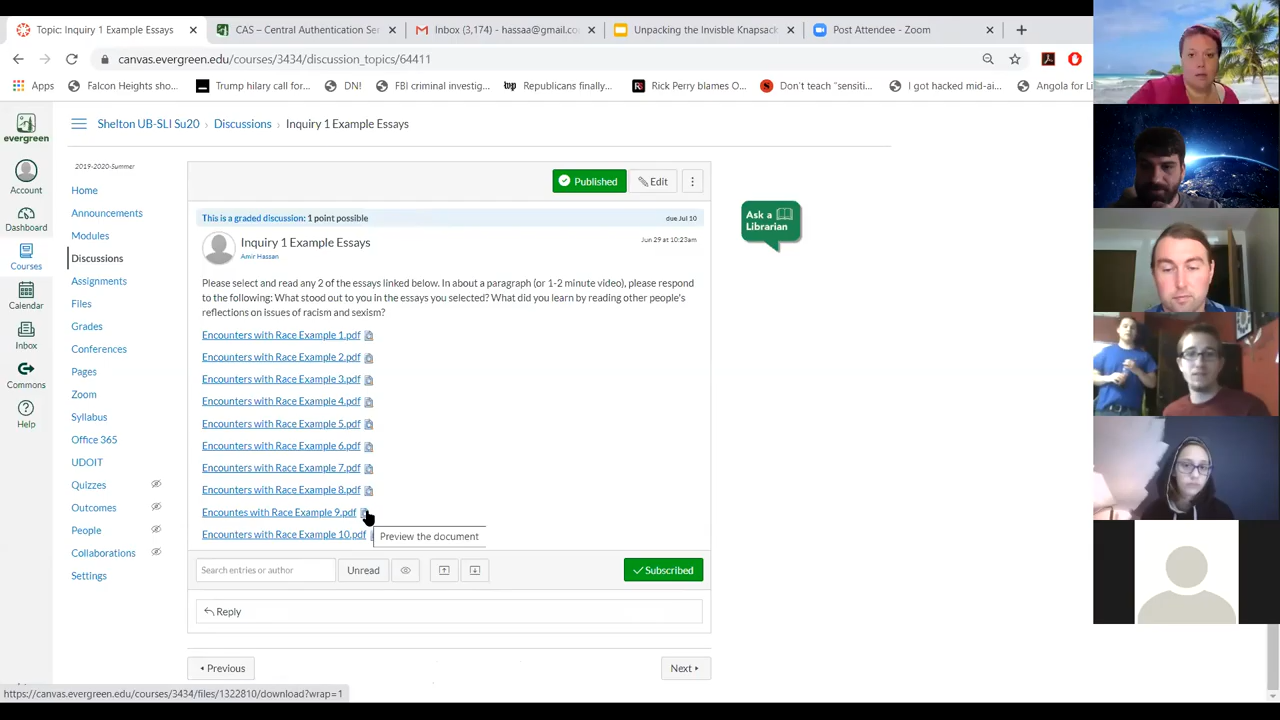 Topic: Inquiry 1 Example Essays
CAS – Central Authentication Ser
Inbox (3,174) - hassaa@gmail.co
Unpacking the Invisble Knapsack
Post Attendee - Zoom
canvas.evergreen.edu/courses/3434/discussion_topics/64411
Apps
Falcon Heights sho...
Trump hilary call for...
DN!
FBI criminal investig...
Republicans finally...
Rick Perry blames O...
Don't teach "sensiti...
I got hacked mid-ai...
Angola for Li
evergreen
Shelton UB-SLI Su20
Discussions
Inquiry 1 Example Essays
Account
Dashboard
Courses
Calendar
Inbox
Commons
Help
2019-2020-Summer
Home
Announcements
Modules
Discussions
Assignments
Files
Grades
Conferences
Pages
Zoom
Syllabus
Office 365
UDOIT
Quizzes
Outcomes
People
Collaborations
Settings
Published
Edit
This is a graded discussion: 1 point possible
due Jul 10
Inquiry 1 Example Essays
Jun 29 at 10:23am
Amir Hassan
Please select and read any 2 of the essays linked below. In about a paragraph (or 1-2 minute video), please respond
to the following: What stood out to you in the essays you selected? What did you learn by reading other people's
reflections on issues of racism and sexism?
Encounters with Race Example 1.pdf
Encounters with Race Example 2.pdf
Encounters with Race Example 3.pdf
Encounters with Race Example 4.pdf
Encounters with Race Example 5.pdf
Encounters with Race Example 6.pdf
Encounters with Race Example 7.pdf
Encounters with Race Example 8.pdf
Encountes with Race Example 9.pdf
Encounters with Race Example 10.pdf
Preview the document
Search entries or author
Unread
Subscribed
Reply
Previous
Next
Ask a
Librarian
https://canvas.evergreen.edu/courses/3434/files/1322810/download?wrap=1